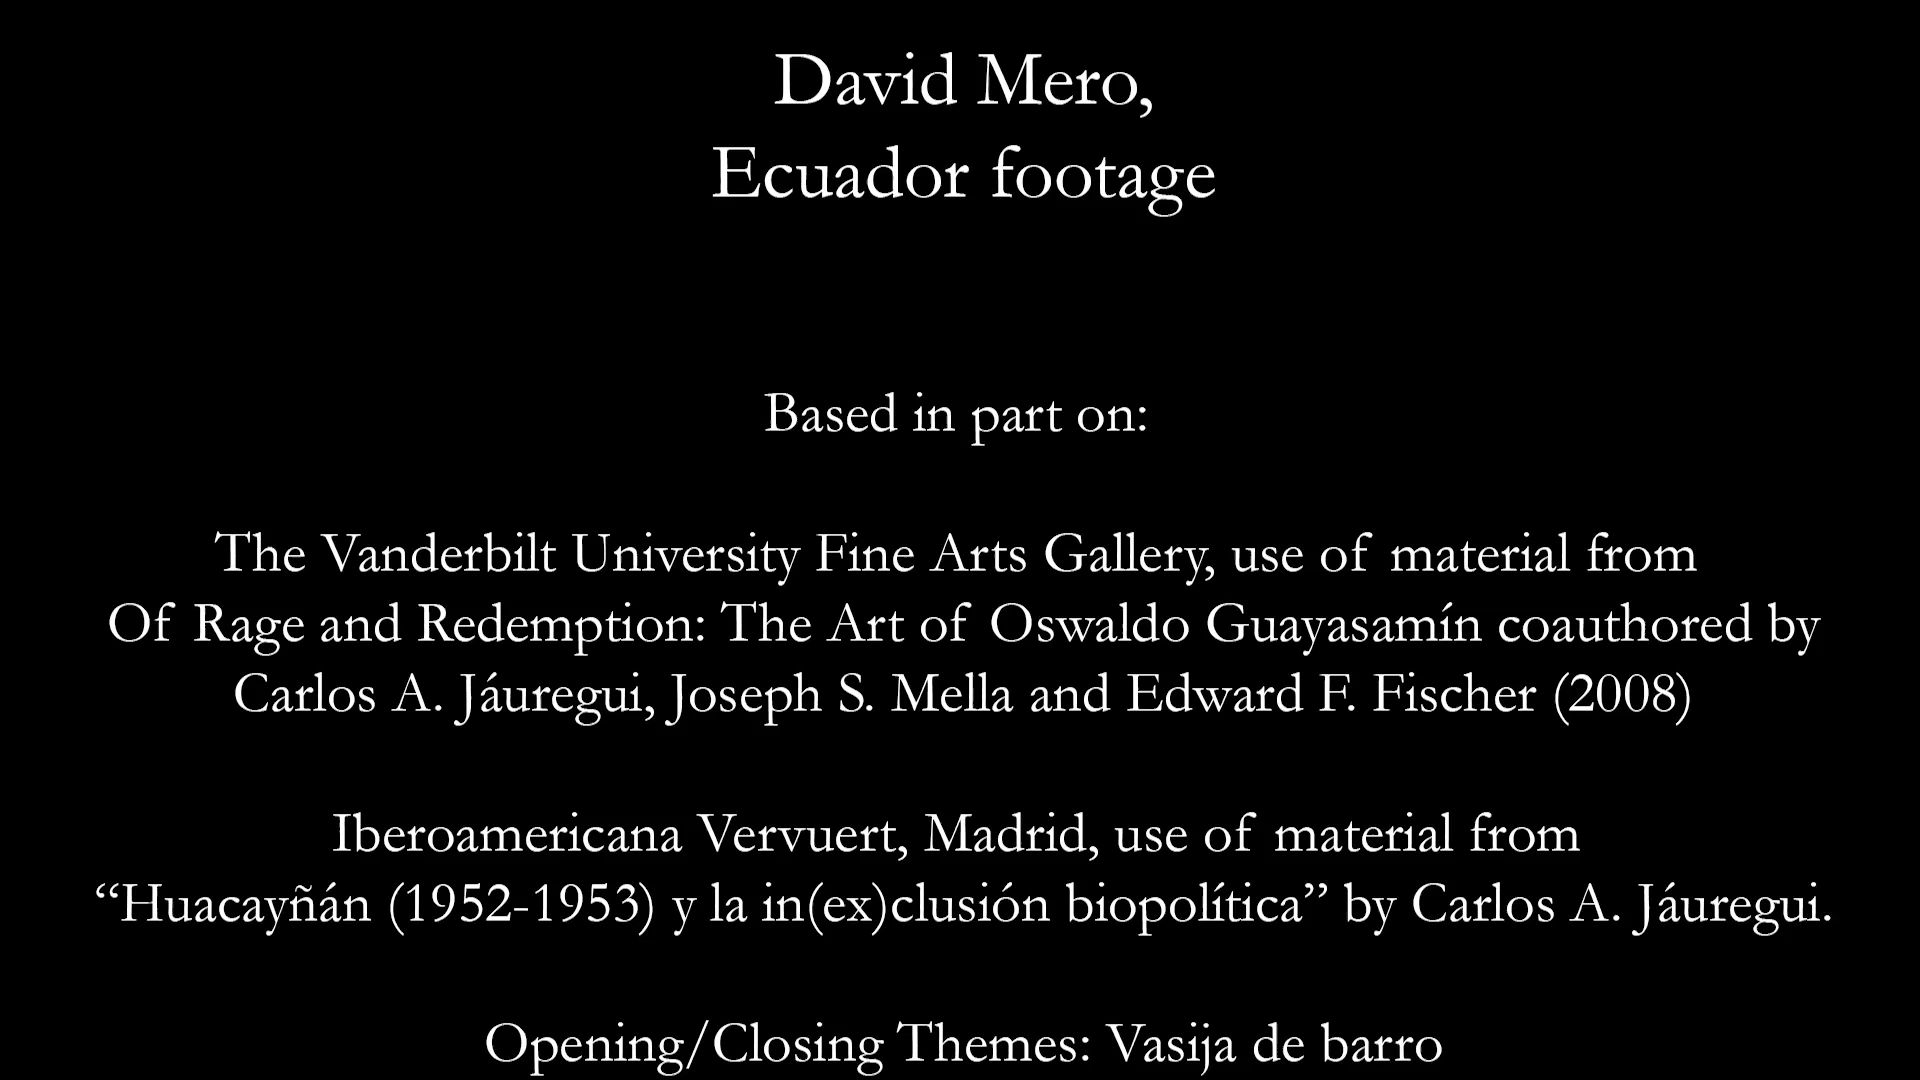 David Mero,
Ecuador footage
Based in part on:
The Vanderbilt University Fine Arts Gallery, use of material from
Of Rage and Redemption: The Art of Oswaldo Guayasamín coauthored by
Carlos A. Jáuregui, Joseph S. Mella and Edward F. Fischer (2008)
Iberoamericana Vervuert, Madrid, use of material from
“Huacayñán (1952-1953) y la in(ex)clusión biopolítica” by Carlos A. Jáuregui.
Opening/Closing Themes: Vasija de barro